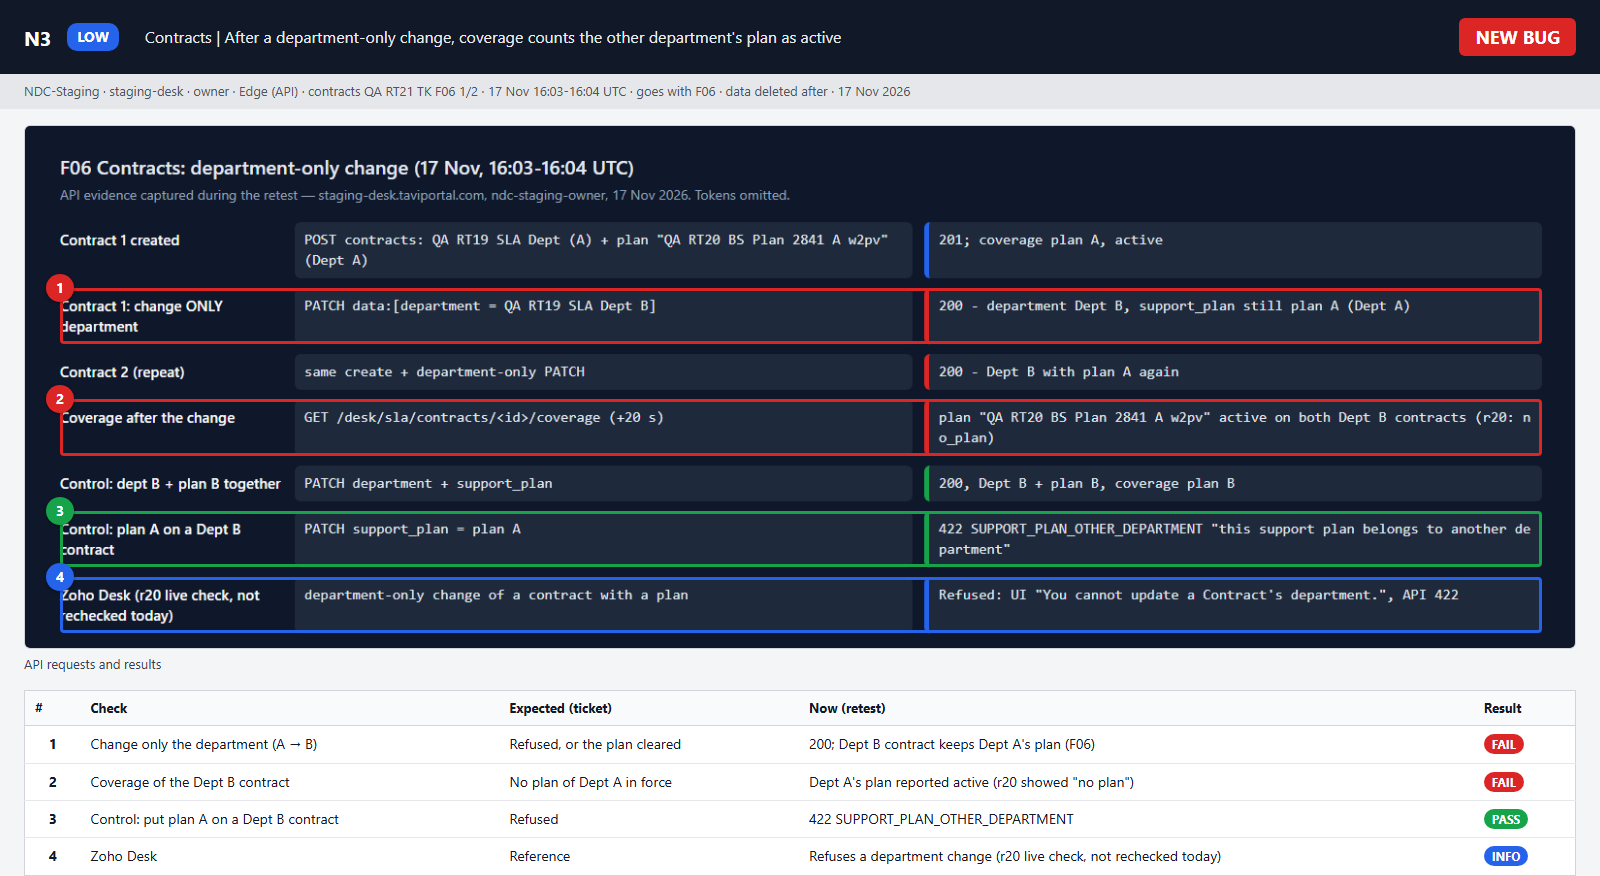 N3 LOW Contracts | After a department-only change, coverage counts the other department's plan as active NEW BUG
NDC-Staging · staging-desk · owner · Edge (API) · contracts QA RT21 TK F06 1/2 · 17 Nov 16:03-16:04 UTC · goes with F06 · data deleted after · 17 Nov 2026
F06 Contracts: department-only change (17 Nov, 16:03-16:04 UTC)
API evidence captured during the retest — staging-desk.taviportal.com, ndc-staging-owner, 17 Nov 2026. Tokens omitted.
Contract 1 created
POST contracts: QA RT19 SLA Dept (A) + plan "QA RT20 BS Plan 2841 A w2pv"
(Dept A)
201; coverage plan A, active
1
Contract 1: change ONLY
department
PATCH data:[department = QA RT19 SLA Dept B]
200 - department Dept B, support_plan still plan A (Dept A)
Contract 2 (repeat)
same create + department-only PATCH
200 - Dept B with plan A again
2
Coverage after the change
GET /desk/sla/contracts/<id>/coverage (+20 s)
plan "QA RT20 BS Plan 2841 A w2pv" active on both Dept B contracts (r20: n
o_plan)
Control: dept B + plan B together
PATCH department + support_plan
200, Dept B + plan B, coverage plan B
3
Control: plan A on a Dept B
contract
PATCH support_plan = plan A
422 SUPPORT_PLAN_OTHER_DEPARTMENT "this support plan belongs to another de
partment"
4
Zoho Desk (r20 live check, not
rechecked today)
department-only change of a contract with a plan
Refused: UI "You cannot update a Contract's department.", API 422
API requests and results
# Check Expected (ticket) Now (retest) Result
1 Change only the department (A → B) Refused, or the plan cleared 200; Dept B contract keeps Dept A's plan (F06) FAIL
2 Coverage of the Dept B contract No plan of Dept A in force Dept A's plan reported active (r20 showed "no plan") FAIL
3 Control: put plan A on a Dept B contract Refused 422 SUPPORT_PLAN_OTHER_DEPARTMENT PASS
4 Zoho Desk Reference Refuses a department change (r20 live check, not rechecked today) INFO